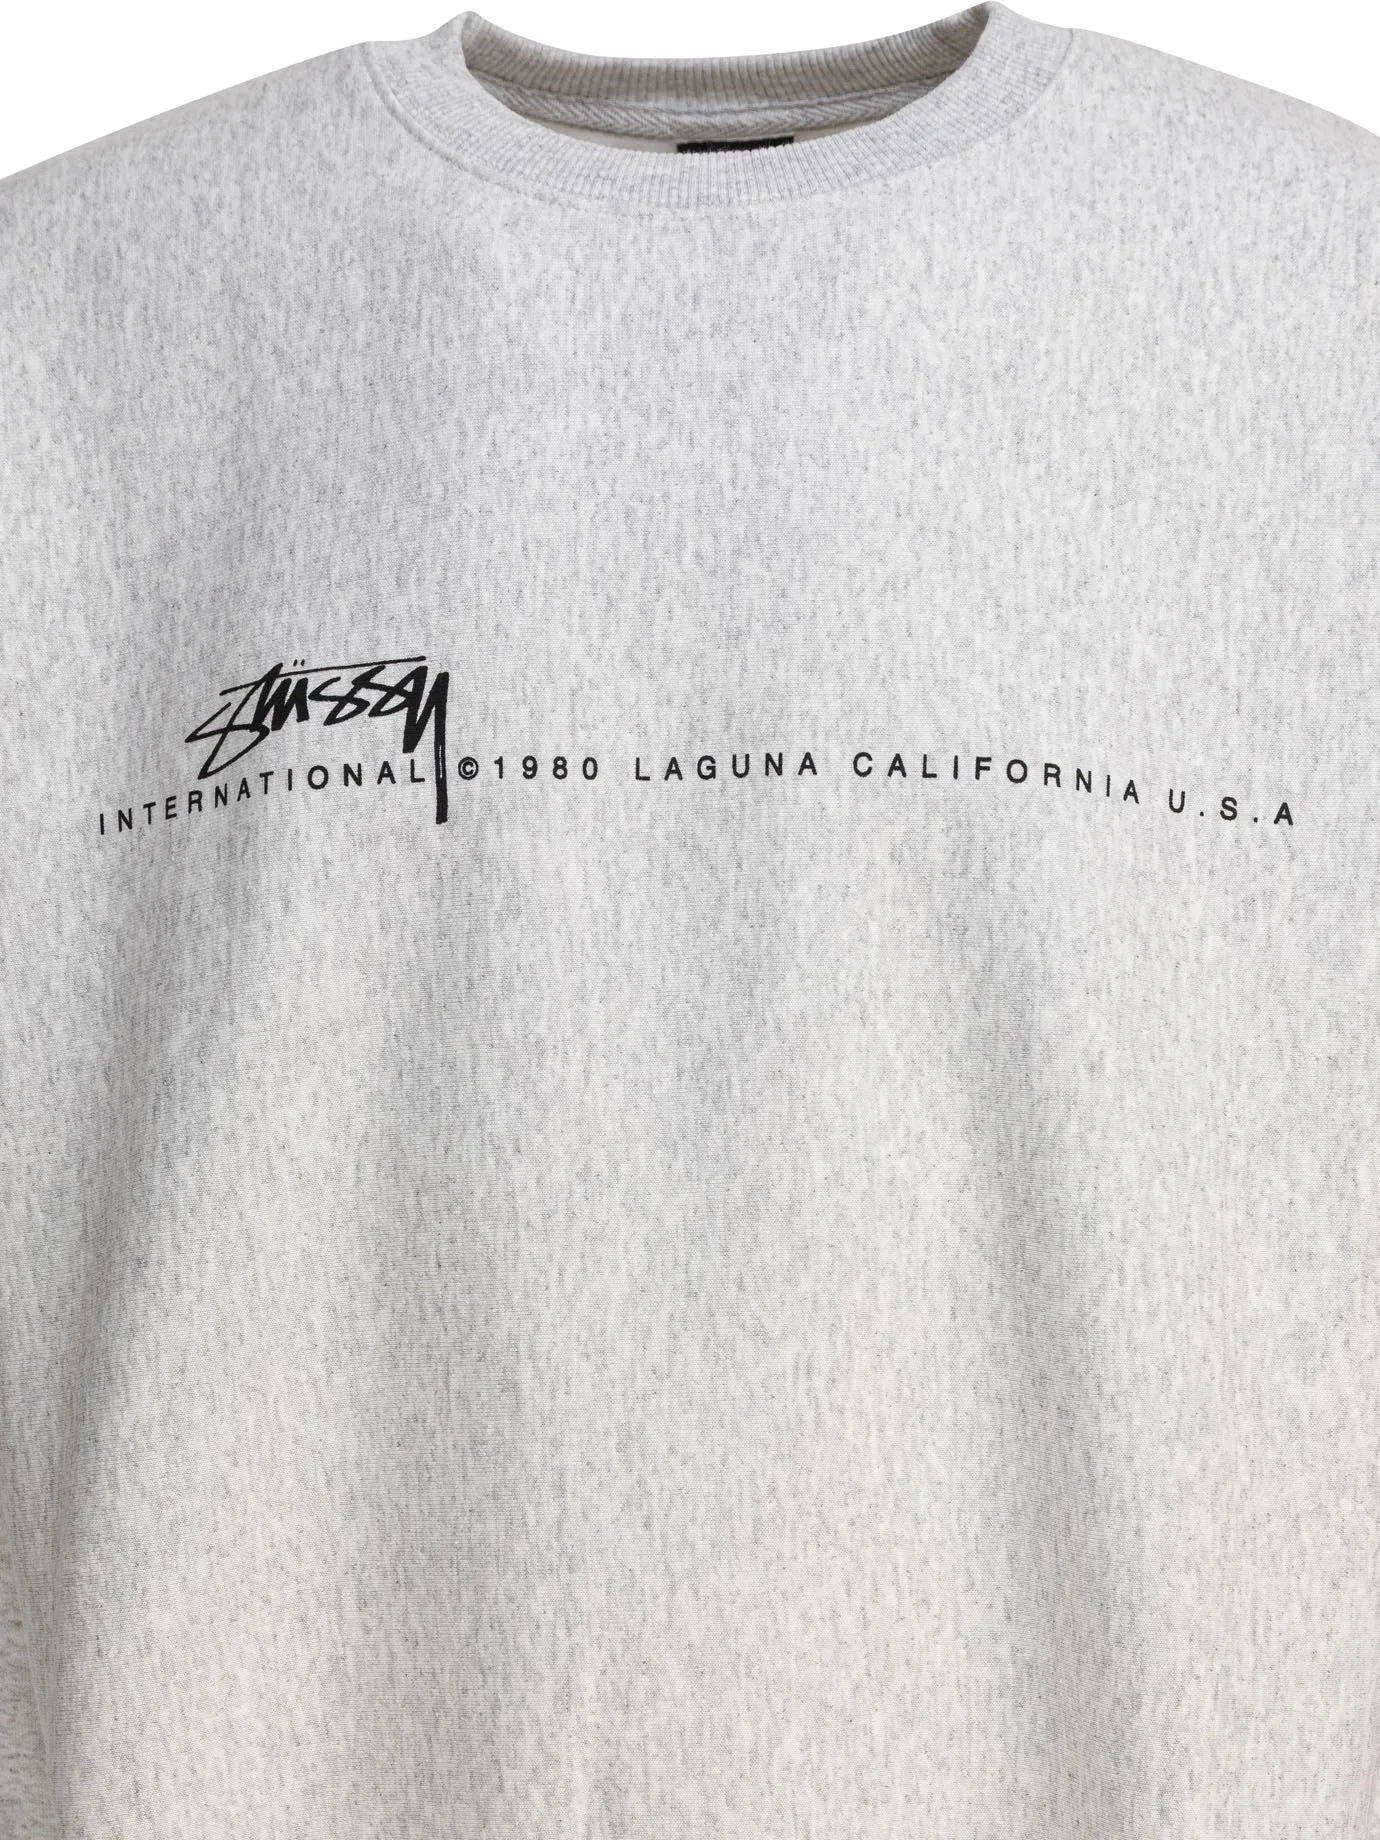 Stüssy
INTERNATIONAL ©1980 LAGUNA CALIFORNIA U.S.A